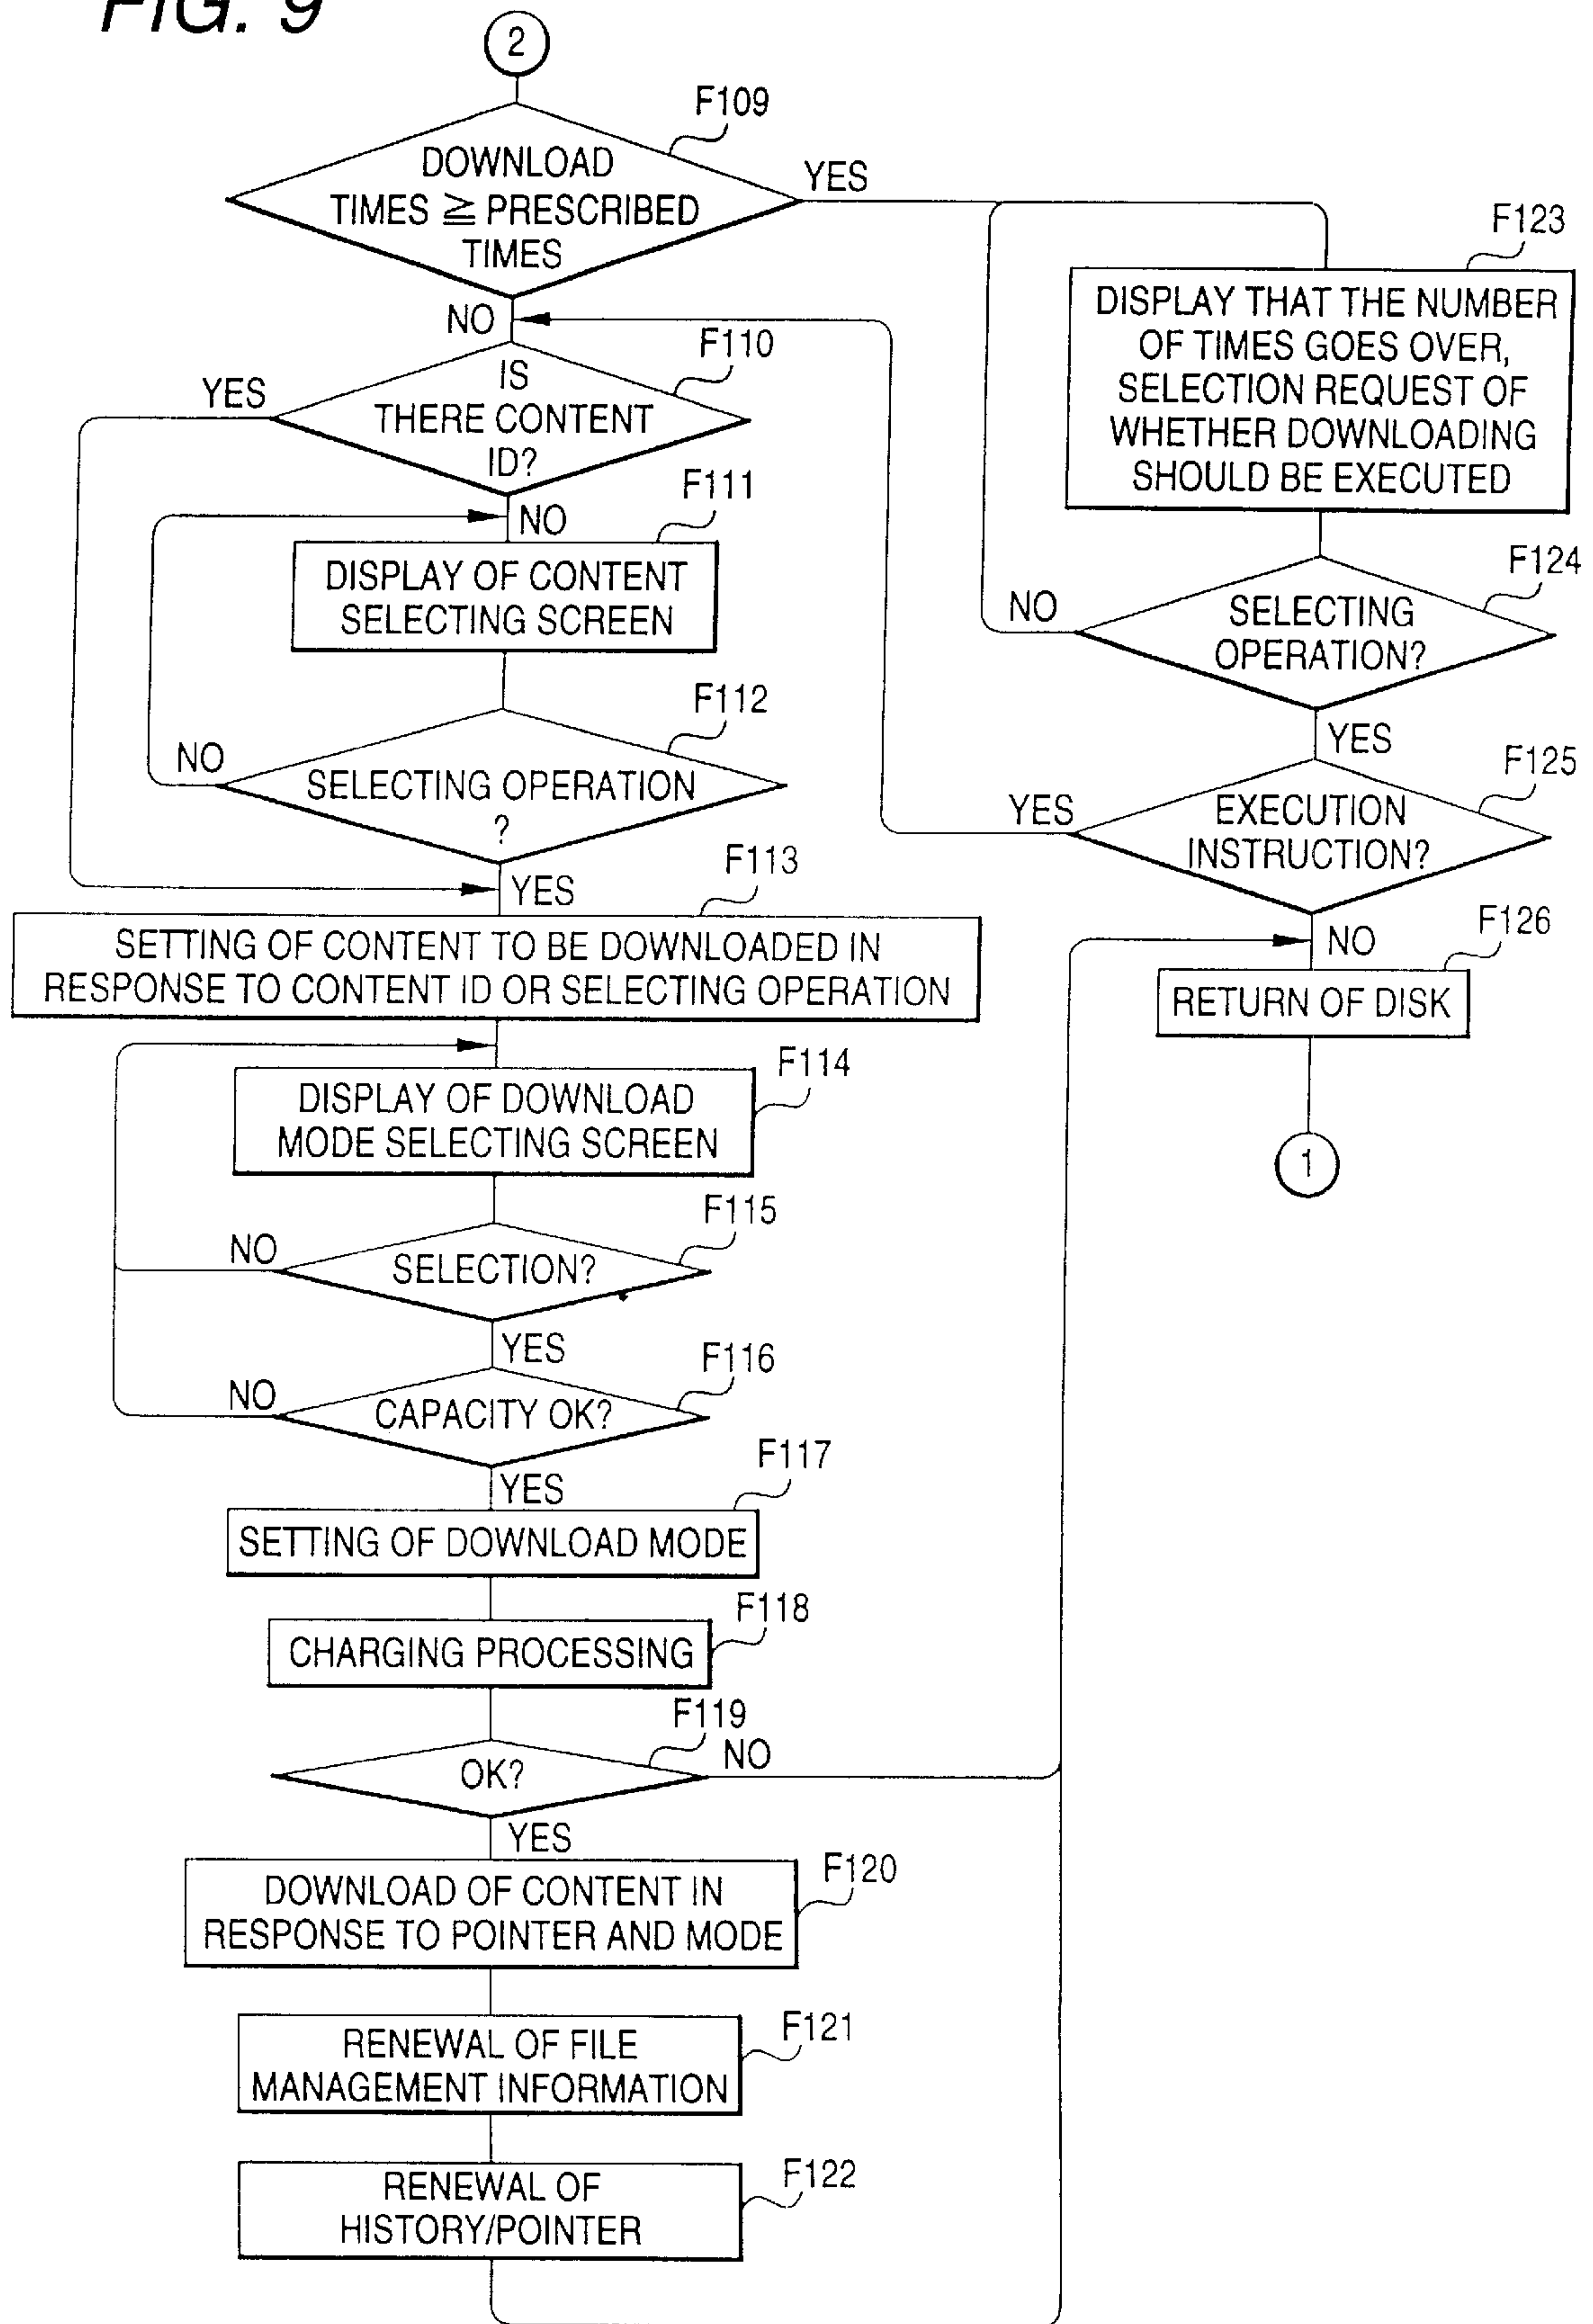 FIG. 9
2
F109
DOWNLOAD
TIMES ≧ PRESCRIBED
TIMES
YES
NO
F110
IS
THERE CONTENT
ID?
YES
NO
F111
DISPLAY OF CONTENT
SELECTING SCREEN
F112
SELECTING OPERATION
?
NO
YES
F113
SETTING OF CONTENT TO BE DOWNLOADED IN
RESPONSE TO CONTENT ID OR SELECTING OPERATION
F114
DISPLAY OF DOWNLOAD
MODE SELECTING SCREEN
F115
SELECTION?
NO
YES
F116
CAPACITY OK?
NO
YES
F117
SETTING OF DOWNLOAD MODE
F118
CHARGING PROCESSING
F119
OK?
NO
YES
F120
DOWNLOAD OF CONTENT IN
RESPONSE TO POINTER AND MODE
F121
RENEWAL OF FILE
MANAGEMENT INFORMATION
F122
RENEWAL OF
HISTORY/POINTER
F123
DISPLAY THAT THE NUMBER
OF TIMES GOES OVER,
SELECTION REQUEST OF
WHETHER DOWNLOADING
SHOULD BE EXECUTED
F124
SELECTING
OPERATION?
NO
YES
F125
EXECUTION
INSTRUCTION?
YES
NO
F126
RETURN OF DISK
1